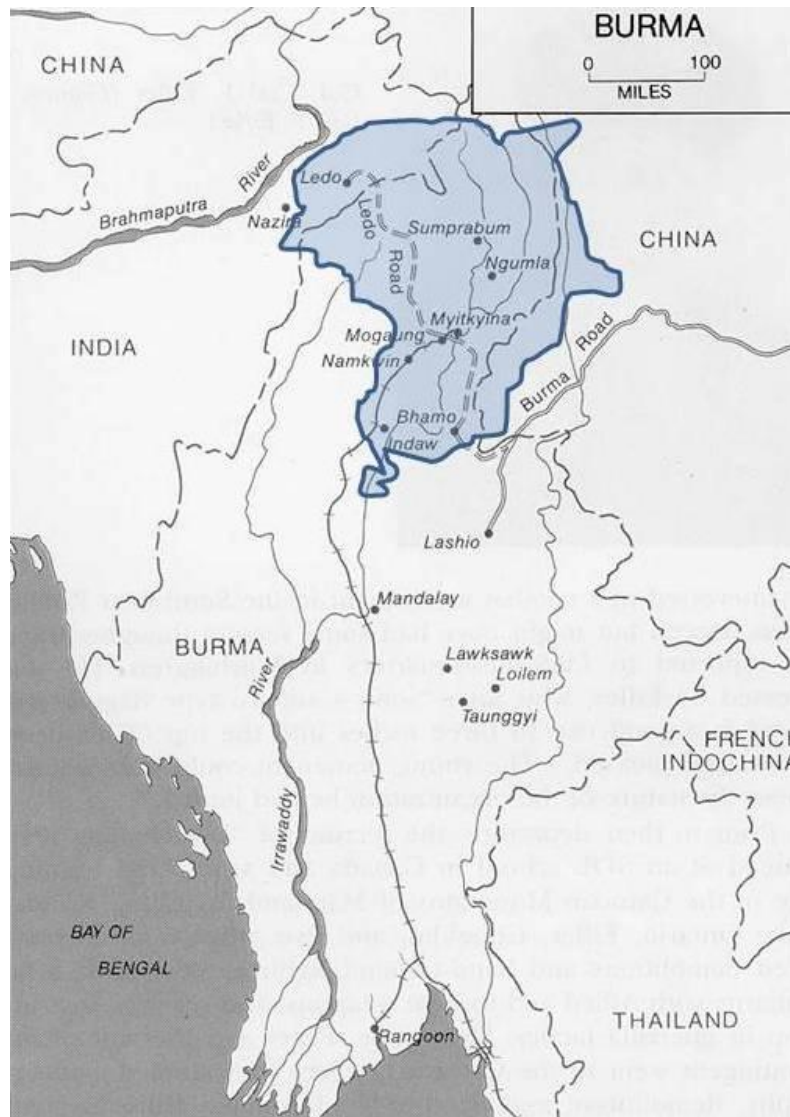 BURMA
0 100
MILES
CHINA
Brahmaputra River
Ledo
Nazira
Ledo Road
Sumprabum
Ngumla
CHINA
INDIA
Myitkyina
Mogaung
Namkwin
Burma Road
Bhamo
Indaw
Lashio
Mandalay
BURMA
Lawksawk
Loilem
Taunggyi
FRENCH
INDOCHINA
Irrawaddy River
BAY OF
BENGAL
Rangoon
THAILAND